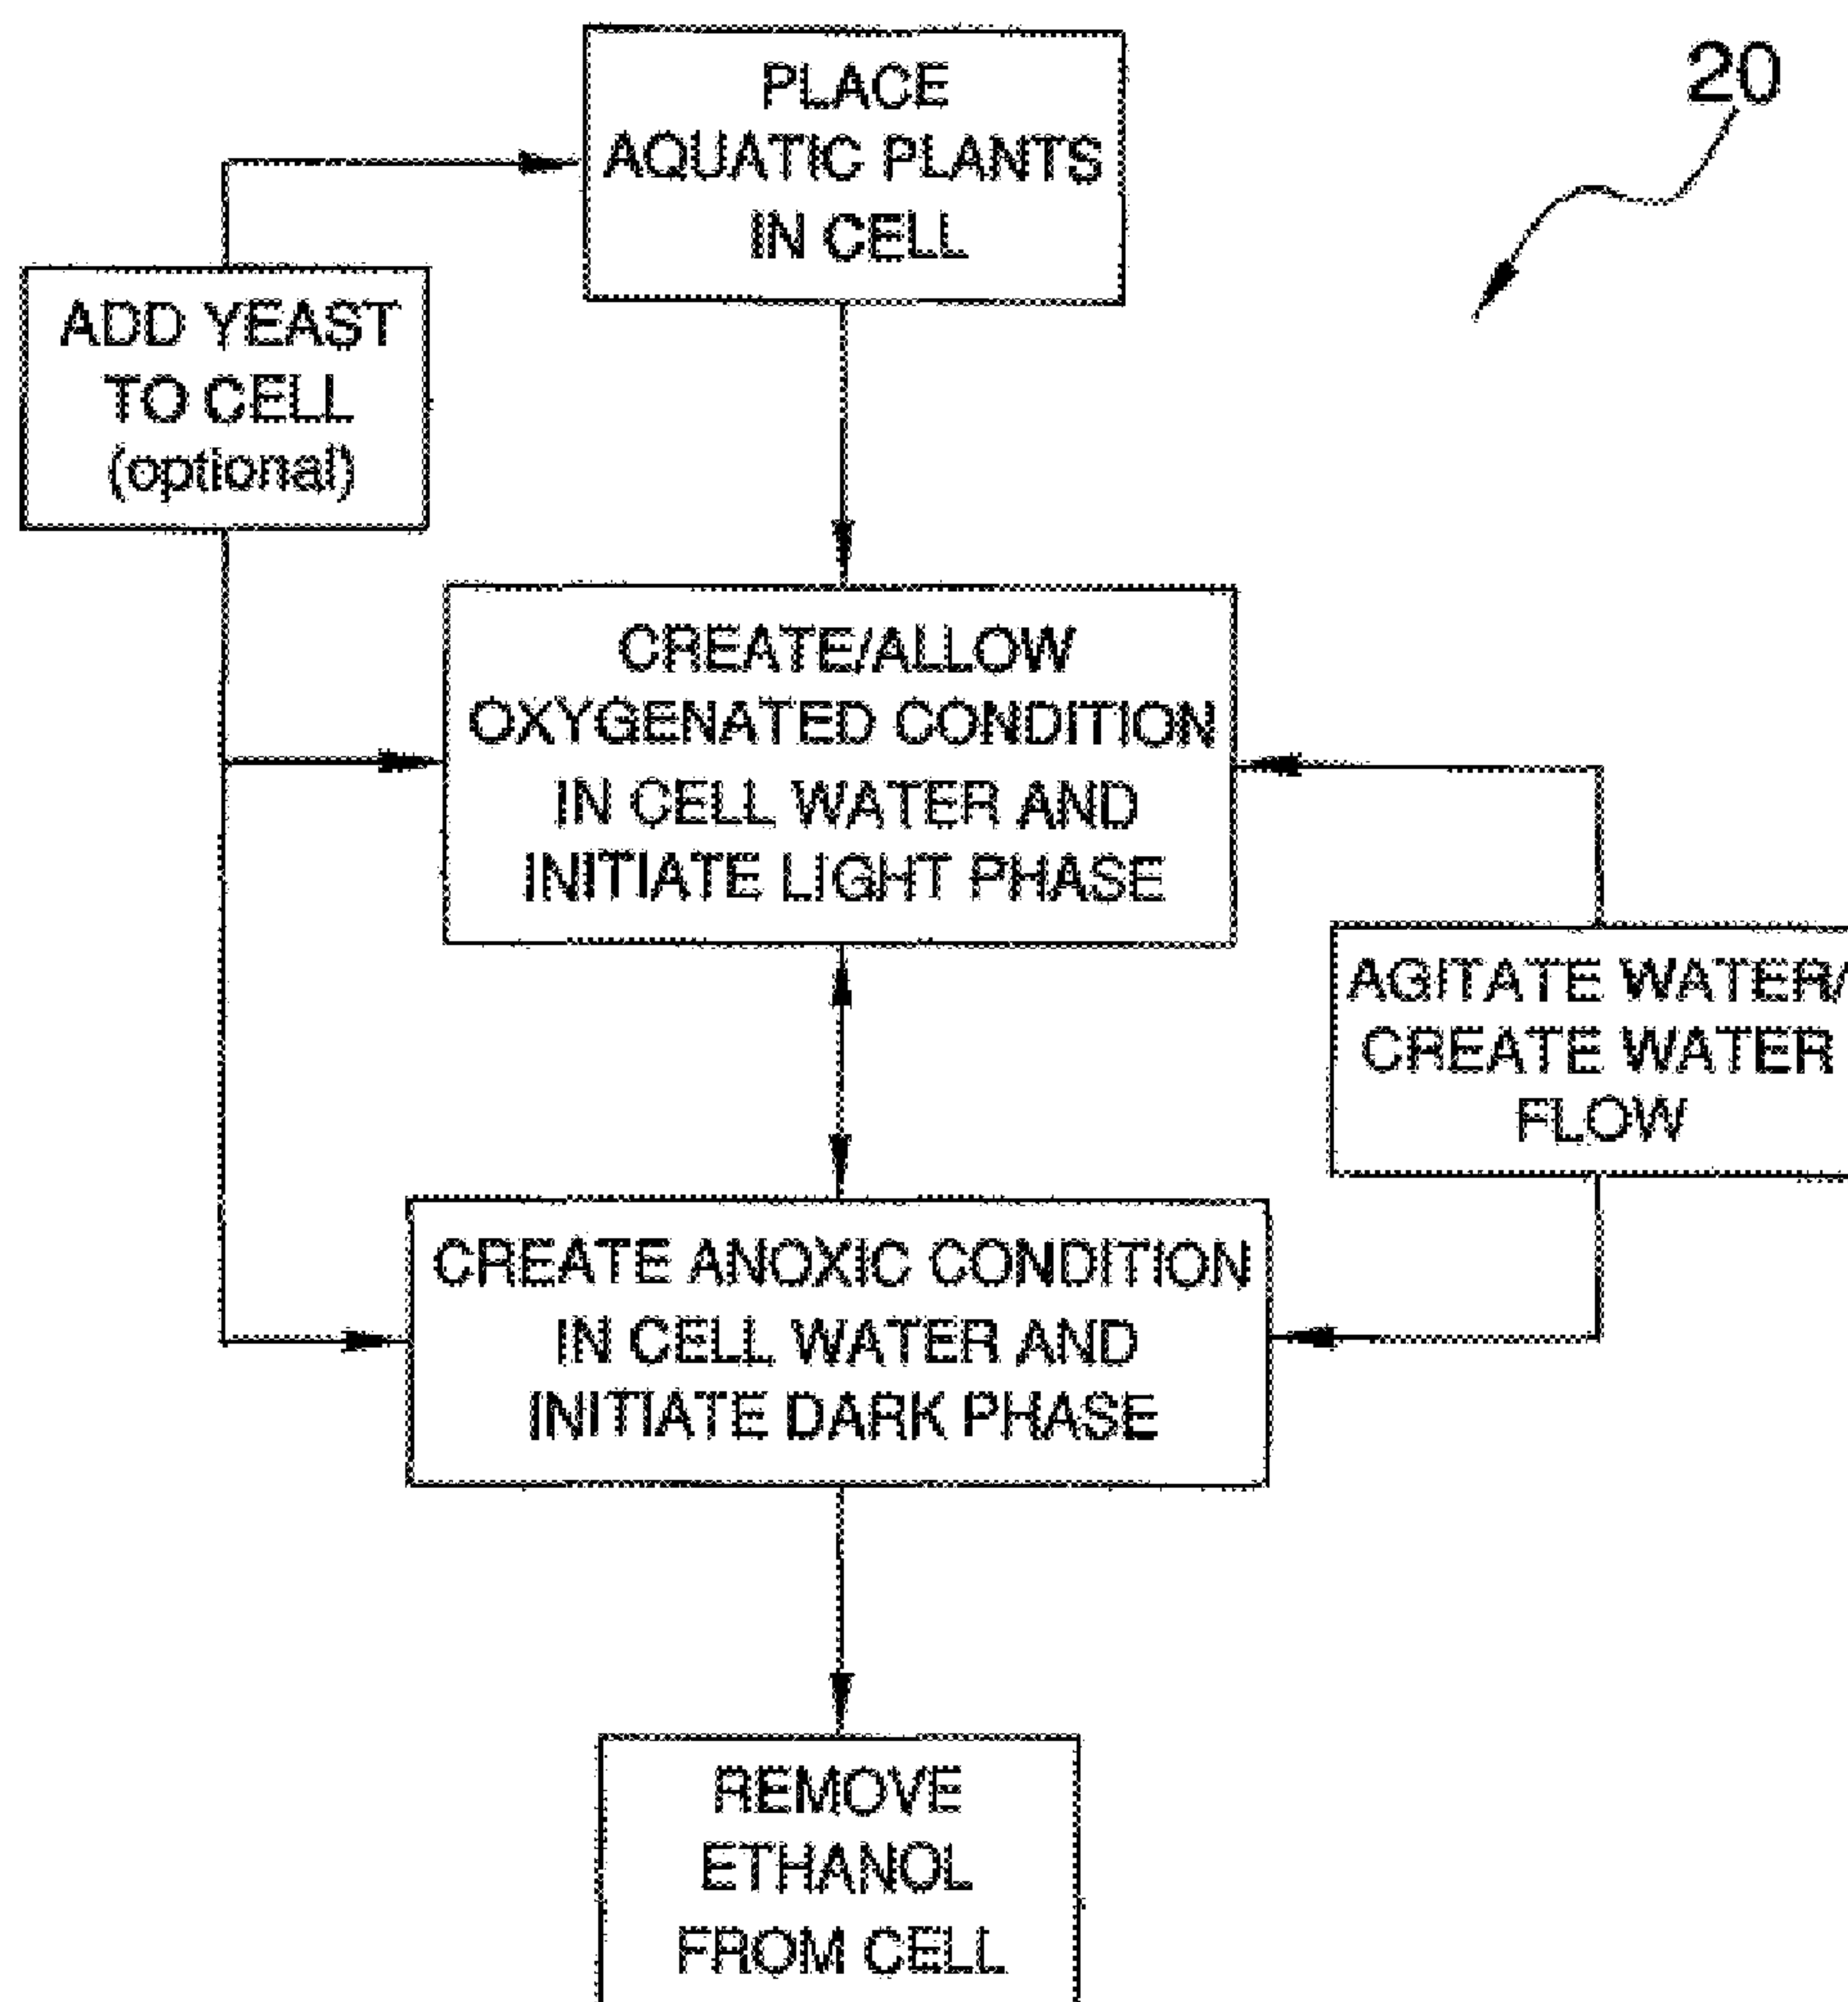 PLACE
AQUATIC PLANTS
IN CELL
20
ADD YEAST
TO CELL
(optional)
CREATE/ALLOW
OXYGENATED CONDITION
IN CELL WATER AND
INITIATE LIGHT PHASE
AGITATE WATER/
CREATE WATER
FLOW
CREATE ANOXIC CONDITION
IN CELL WATER AND
INITIATE DARK PHASE
REMOVE
ETHANOL
FROM CELL